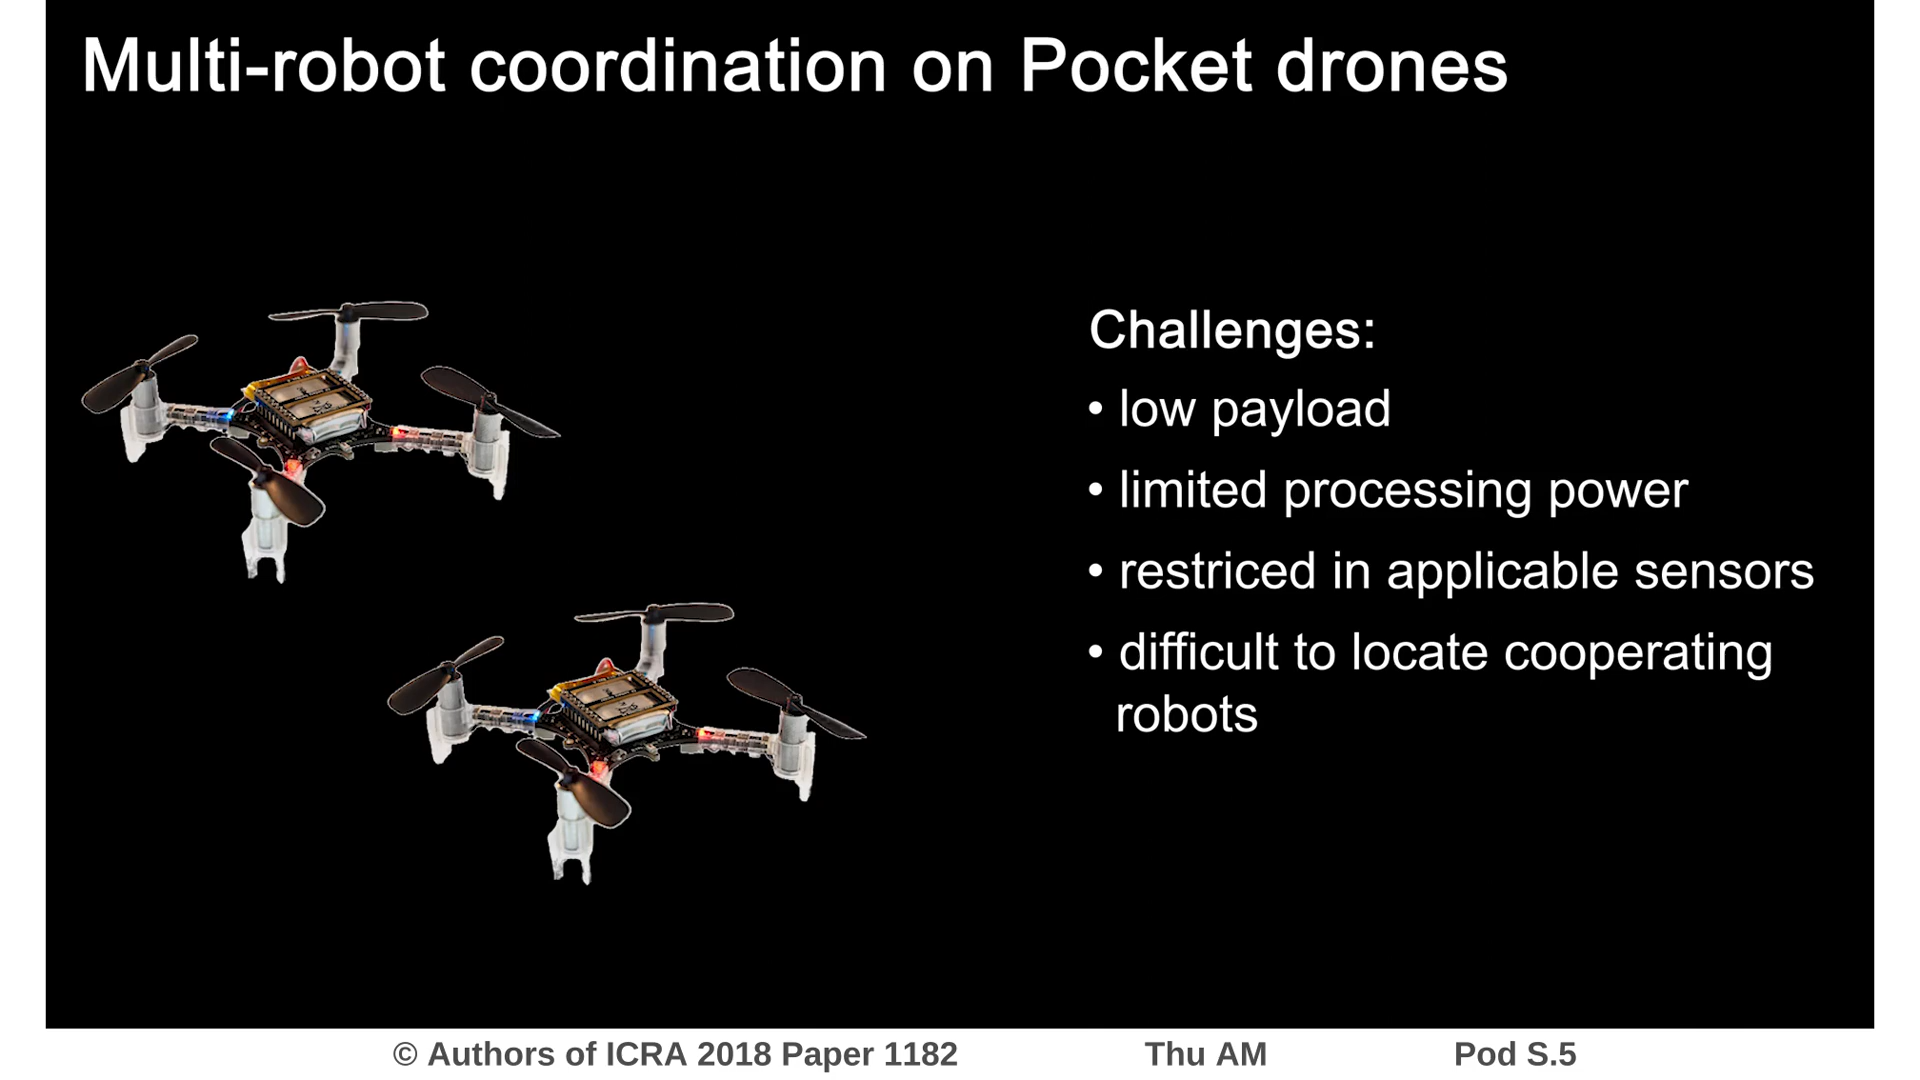 Multi-robot coordination on Pocket drones
Challenges:
• low payload
• limited processing power
• restriced in applicable sensors
• difficult to locate cooperating
robots
© Authors of ICRA 2018 Paper 1182 Thu AM Pod S.5